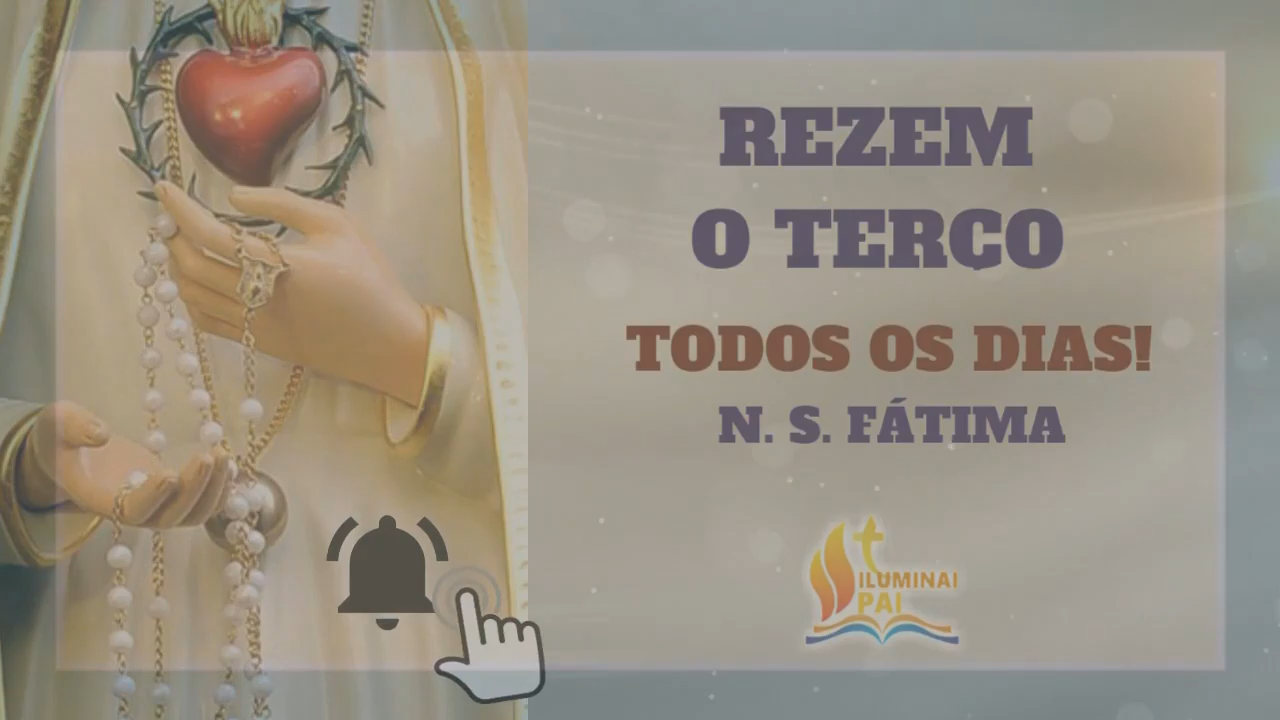 REZEM
O TERÇO
TODOS OS DIAS!
N. S. FÁTIMA
ILUMINAI
PAI